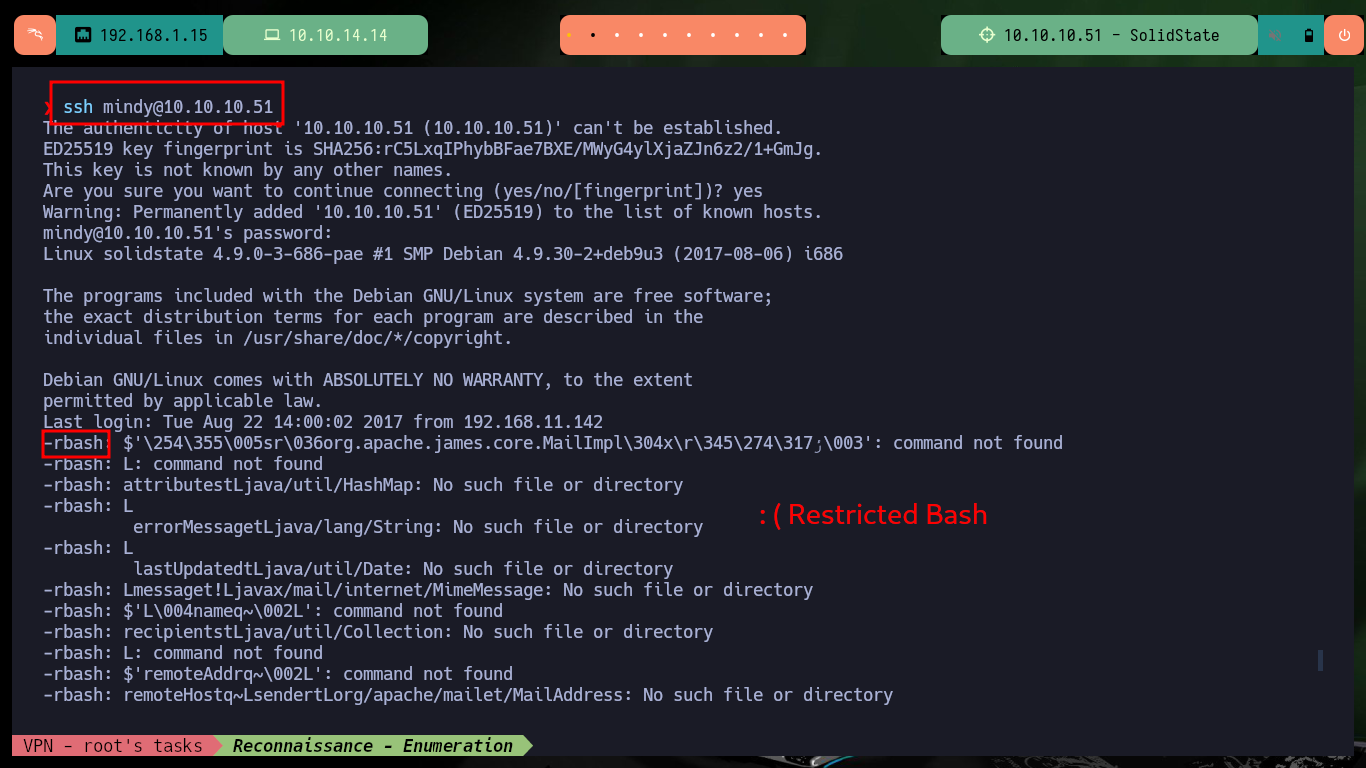 192.168.1.15
10.10.14.14
10.10.10.51 - SolidState
ssh mindy@10.10.10.51
The authenticity of host '10.10.10.51 (10.10.10.51)' can't be established.
ED25519 key fingerprint is SHA256:rC5LxqIPhybBFae7BXE/MWyG4ylXjaZJn6z2/1+GmJg.
This key is not known by any other names.
Are you sure you want to continue connecting (yes/no/[fingerprint])? yes
Warning: Permanently added '10.10.10.51' (ED25519) to the list of known hosts.
mindy@10.10.10.51's password:
Linux solidstate 4.9.0-3-686-pae #1 SMP Debian 4.9.30-2+deb9u3 (2017-08-06) i686
The programs included with the Debian GNU/Linux system are free software;
the exact distribution terms for each program are described in the
individual files in /usr/share/doc/*/copyright.
Debian GNU/Linux comes with ABSOLUTELY NO WARRANTY, to the extent
permitted by applicable law.
Last login: Tue Aug 22 14:00:02 2017 from 192.168.11.142
-rbash: $'\254\355\005sr\036org.apache.james.core.MailImpl\304x\r\345\274\317ݬ\003': command not found
-rbash: L: command not found
-rbash: attributestLjava/util/HashMap: No such file or directory
-rbash: L
errorMessagetLjava/lang/String: No such file or directory
-rbash: L
lastUpdatedtLjava/util/Date: No such file or directory
-rbash: Lmessaget!Ljavax/mail/internet/MimeMessage: No such file or directory
-rbash: $'L\004nameq~\002L': command not found
-rbash: recipientstLjava/util/Collection: No such file or directory
-rbash: L: command not found
-rbash: $'remoteAddrq~\002L': command not found
-rbash: remoteHostq~LsendertLorg/apache/mailet/MailAddress: No such file or directory
:( Restricted Bash
VPN - root's tasks
Reconnaissance - Enumeration